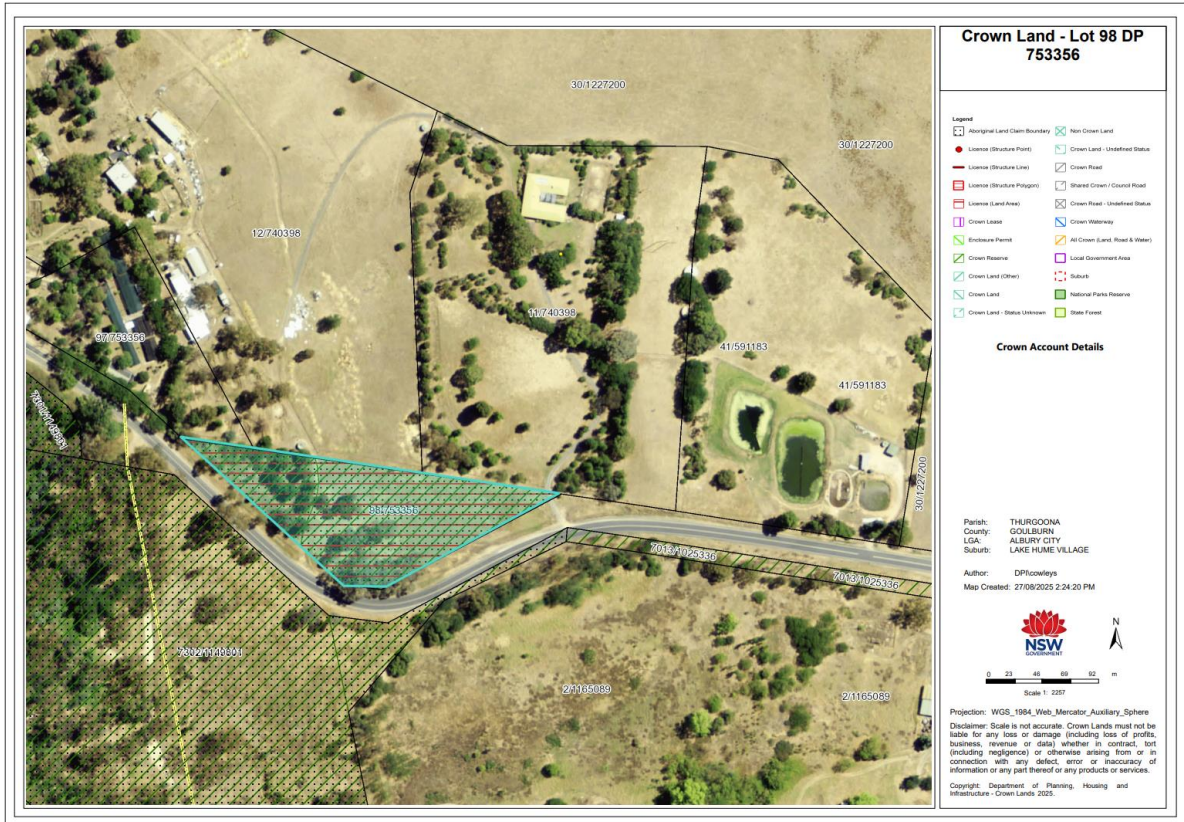 Crown Land - Lot 98 DP
753356
Legend
Aboriginal Land Claim Boundary
Licence (Structure Point)
Licence (Structure Line)
Licence (Structure Polygon)
Licence (Land Area)
Crown Lease
Enclosure Permit
Crown Reserve
Crown Land (Other)
Crown Land
Crown Land - Status Unknown
Non Crown Land
Crown Land - Undefined Status
Crown Road
Shared Crown / Council Road
Crown Road - Undefined Status
Crown Waterway
All Crown (Land, Road & Water)
Local Government Area
Suburb
National Parks Reserve
State Forest
Crown Account Details
Parish: THURGOONA
County: GOULBURN
LGA: ALBURY CITY
Suburb: LAKE HUME VILLAGE
Author: DPI\cowleys
Map Created: 27/08/2025 2:24:20 PM
NSW
GOVERNMENT
N
0 23 46 69 92 m
Scale 1: 2257
Projection: WGS_1984_Web_Mercator_Auxiliary_Sphere
Disclaimer: Scale is not accurate. Crown Lands must not be
liable for any loss or damage (including loss of profits,
business, revenue or data) whether in contract, tort
(including negligence) or otherwise arising from or in
connection with any defect, error or inaccuracy of
information or any part thereof or any products or services.
Copyright: Department of Planning, Housing and
Infrastructure - Crown Lands 2025.
30/1227200
30/1227200
12/740398
11/740398
97/753356
41/591183
41/591183
30/1227200
98/753356
7013/1025336
7013/1025336
7302/1149801
2/1165089
2/1165089